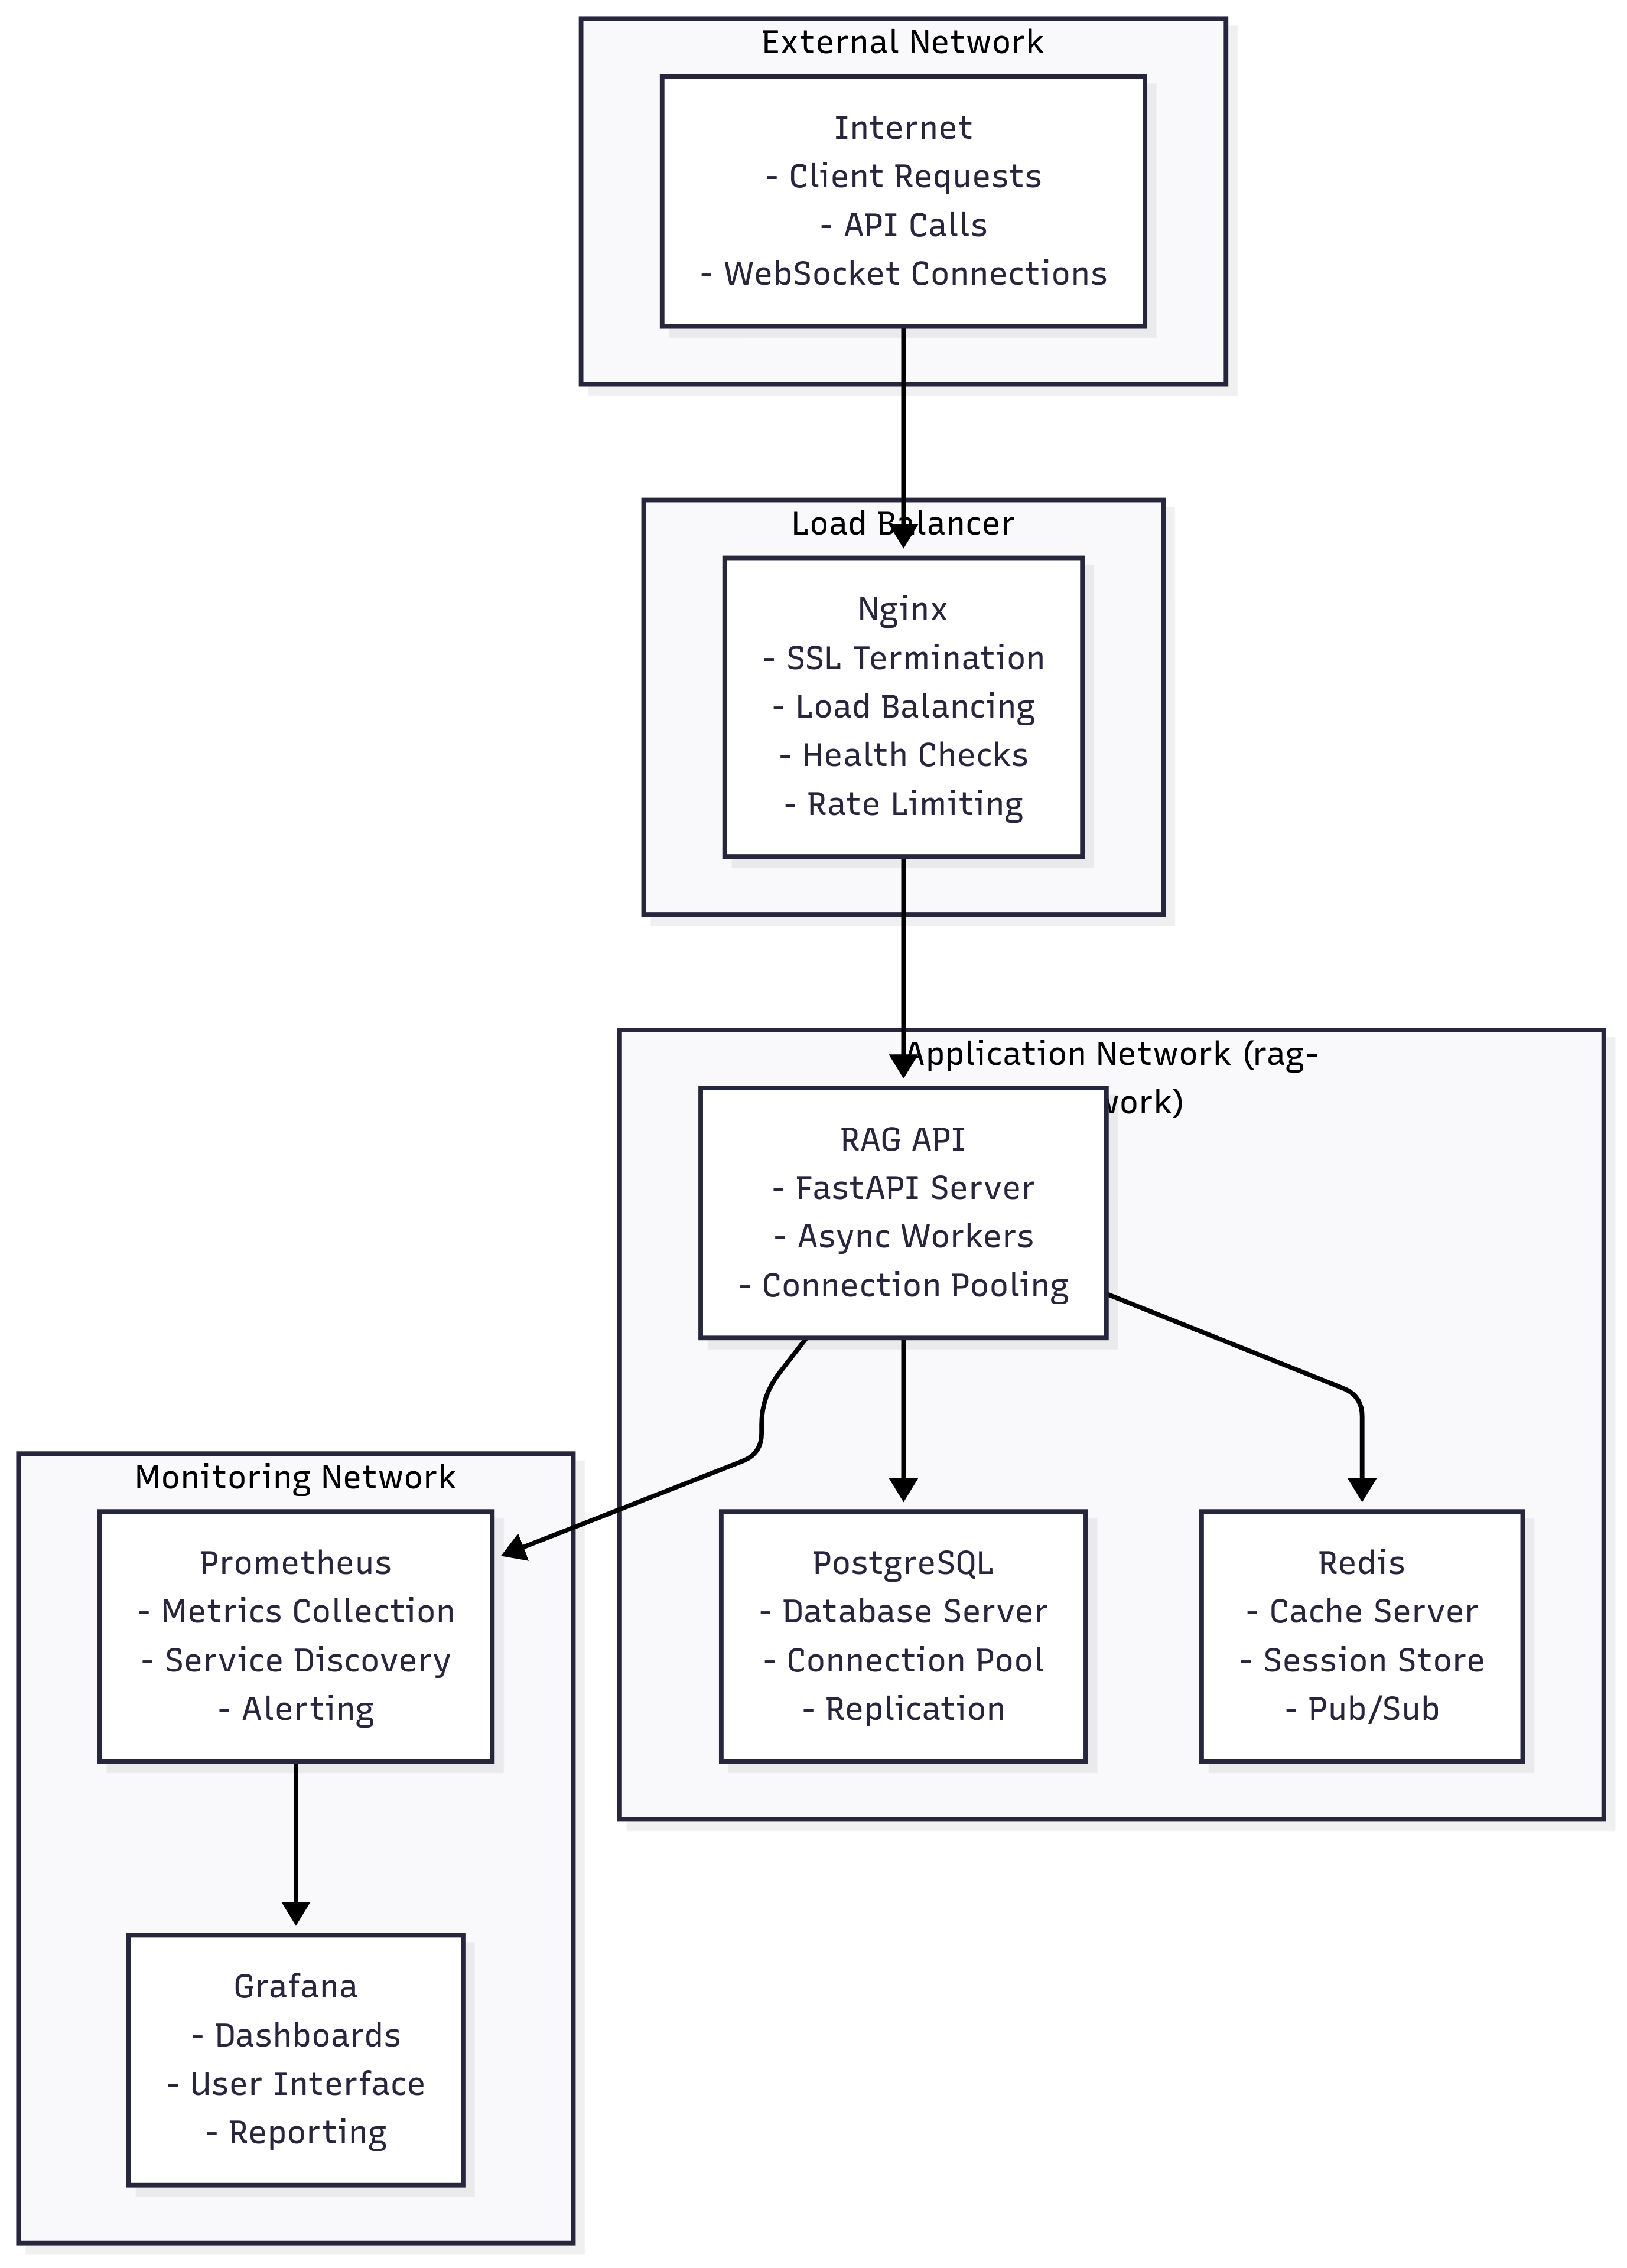 External Network
Internet
- Client Requests
- API Calls
- WebSocket Connections
Load Balancer
Nginx
- SSL Termination
- Load Balancing
- Health Checks
- Rate Limiting
Application Network (rag-
work)
RAG API
- FastAPI Server
- Async Workers
- Connection Pooling
Monitoring Network
Prometheus
- Metrics Collection
- Service Discovery
- Alerting
PostgreSQL
- Database Server
- Connection Pool
- Replication
Redis
- Cache Server
- Session Store
- Pub/Sub
Grafana
- Dashboards
- User Interface
- Reporting